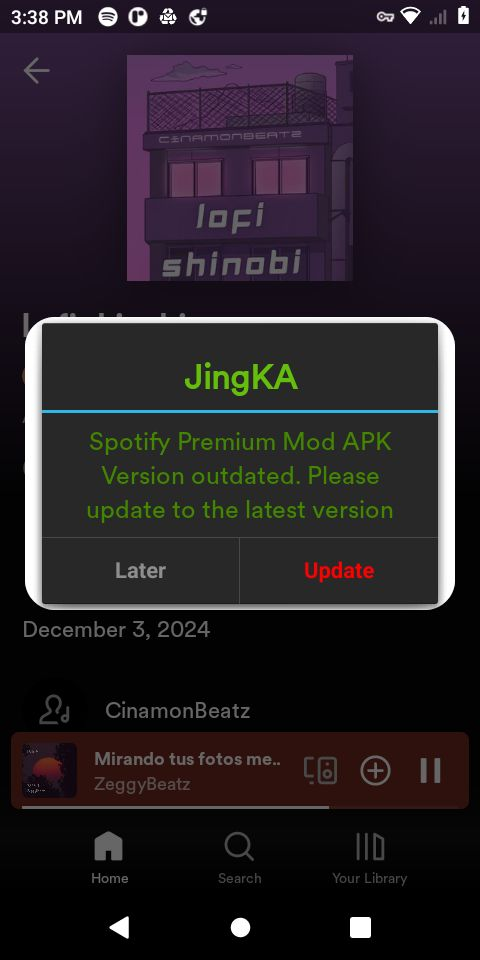 3:38 PM
CINAMONBEATZ
lofi
shinobi
JingKA
Spotify Premium Mod APK
Version outdated. Please
update to the latest version
Later
Update
December 3, 2024
CinamonBeatz
Mirando tus fotos me..
ZeggyBeatz
Home
Search
Your Library